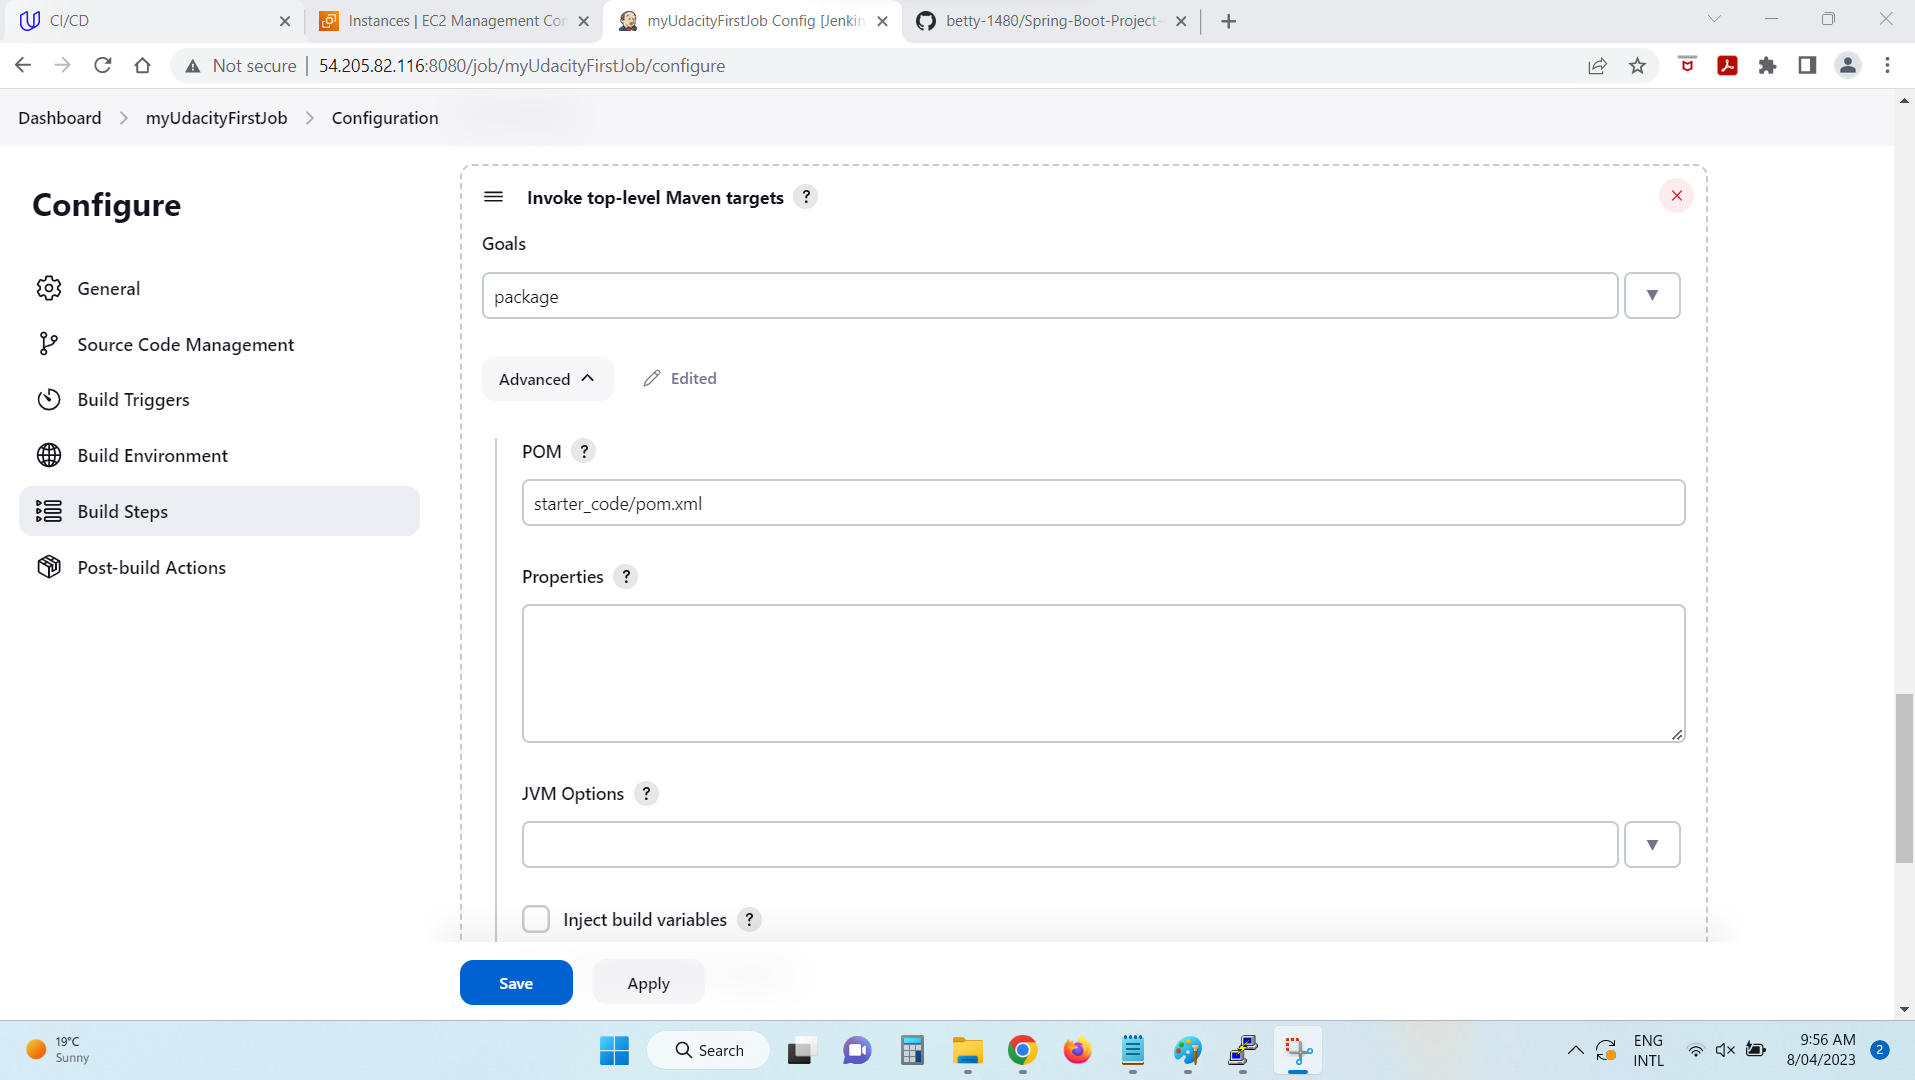 CI/CD
Instances | EC2 Management Con
myUdacityFirstJob Config [Jenkin
betty-1480/Spring-Boot-Project-
Not secure
54.205.82.116:8080/job/myUdacityFirstJob/configure
Dashboard > myUdacityFirstJob > Configuration
Configure
General
Source Code Management
Build Triggers
Build Environment
Build Steps
Post-build Actions
Invoke top-level Maven targets ?
Goals
package
Advanced
Edited
POM ?
starter_code/pom.xml
Properties ?
JVM Options ?
Inject build variables ?
Save
Apply
19°C
Sunny
Search
ENG
INTL
9:56 AM
8/04/2023
2